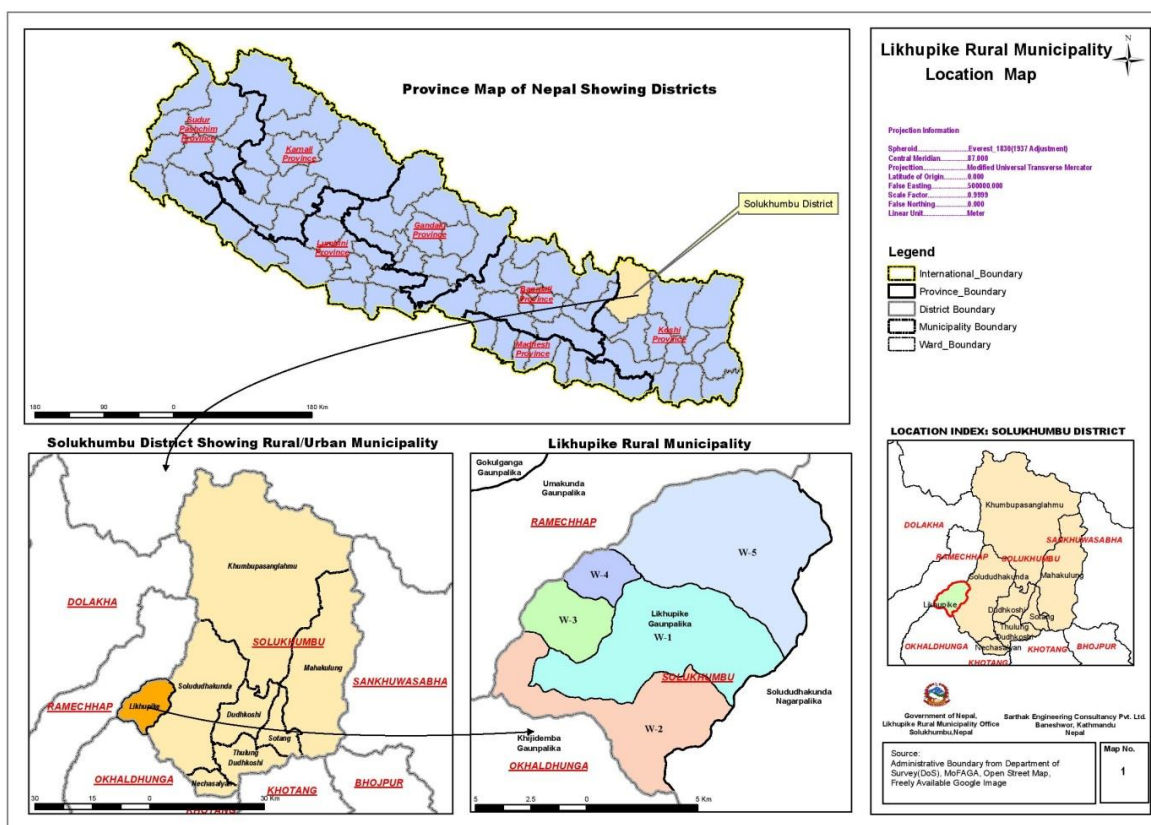 Province Map of Nepal Showing Districts
Sudur
Pashchim
Province
Karnali
Province
Gandaki
Province
Lumbini
Province
Bagmati
Province
Madhesh
Province
Koshi
Province
Solukhumbu District
180 90 0 180 Km
Solukhumbu District Showing Rural/Urban Municipality
Khumbupasanglahmu
DOLAKHA
SOLUKHUMBU
Mahakulung
SANKHUWASABHA
Solududhakunda
RAMECHHAP
Likhupike
Dudhkoshi
Sotang
Thulung
Dudhkoshi
OKHALDHUNGA
Nechasalyan
KHOTANG
BHOJPUR
30 15 0 30 Km
KHOTANG
Likhupike Rural Municipality
Gokulganga
Gaunpalika
Umakunda
Gaunpalika
RAMECHHAP
W-5
W-4
W-3
Likhupike
Gaunpalika
W-1
SOLUKHUMBU
Solududhakunda
Nagarpalika
W-2
Khijidemba
Gaunpalika
OKHALDHUNGA
5 2.5 0 5 Km
Likhupike Rural Municipality
Location Map
N
Projection Information
Spheroid.......................Everest_1830(1937 Adjustment)
Central Meridian............87.000
Projection.....................Modified Universal Transverse Mercator
Latitude of Origin...........0.000
False Easting................500000.000
Scale Factor..................0.9999
False Northing...............0.000
Linear Unit....................Meter
Legend
International_Boundary
Province_Boundary
District Boundary
Municipality Boundary
Ward_Boundary
LOCATION INDEX: SOLUKHUMBU DISTRICT
Khumbupasanglahmu
DOLAKHA
SANKHUWASABHA
RAMECHHAP
SOLUKHUMBU
Solududhakunda
Mahakulung
Likhupike
Dudhkoshi
Sotang
Thulung
Dudhkoshi
OKHALDHUNGA
Nechasalyan
KHOTANG
BHOJPUR
KHOTANG
Government of Nepal,
Likhupike Rural Municipality Office
Solukhumbu,Nepal
Sarthak Engineering Consultancy Pvt. Ltd.
Baneshwor, Kathmandu
Nepal
Source:
Administrative Boundary from Department of
Survey(DoS), MoFAGA, Open Street Map,
Freely Available Google Image
Map No.
1